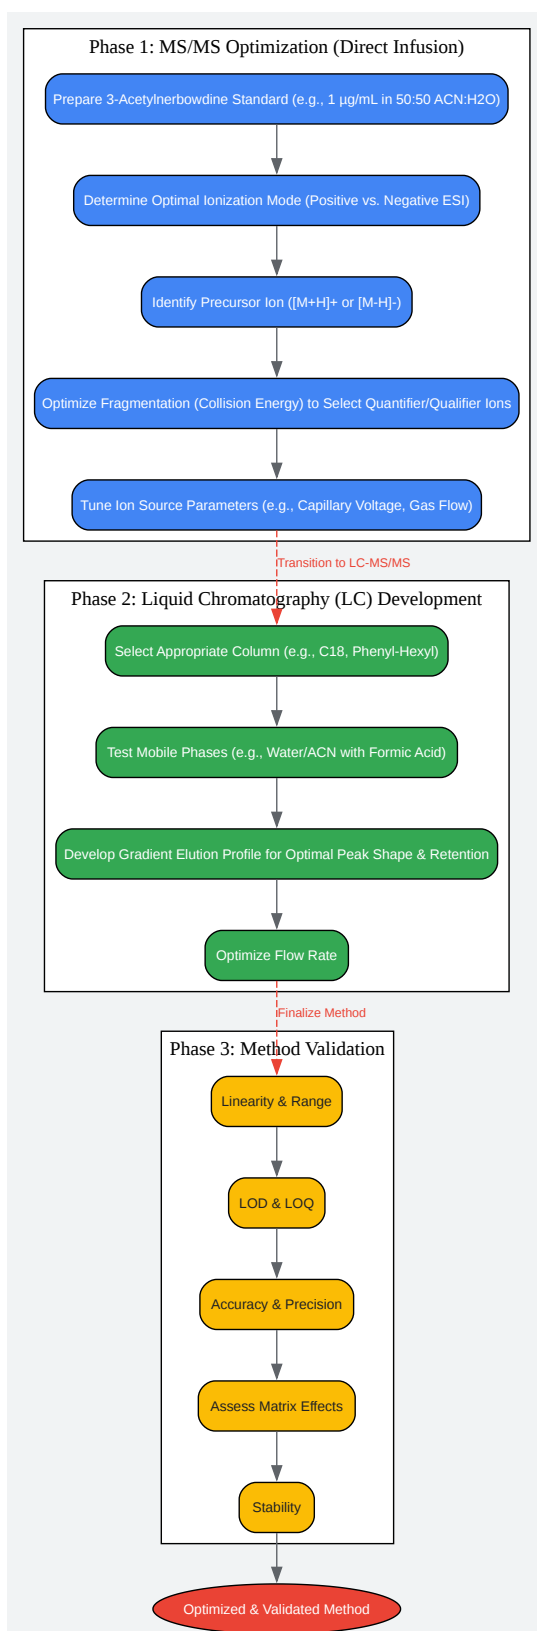 Phase 1: MS/MS Optimization (Direct Infusion)
Prepare 3-Acetylnerbowdine Standard (e.g., 1 µg/mL in 50:50 ACN:H2O)
Determine Optimal Ionization Mode (Positive vs. Negative ESI)
Identify Precursor Ion ([M+H]+ or [M-H]-)
Optimize Fragmentation (Collision Energy) to Select Quantifier/Qualifier Ions
Tune Ion Source Parameters (e.g., Capillary Voltage, Gas Flow)
Transition to LC-MS/MS
Phase 2: Liquid Chromatography (LC) Development
Select Appropriate Column (e.g., C18, Phenyl-Hexyl)
Test Mobile Phases (e.g., Water/ACN with Formic Acid)
Develop Gradient Elution Profile for Optimal Peak Shape & Retention
Optimize Flow Rate
Finalize Method
Phase 3: Method Validation
Linearity & Range
LOD & LOQ
Accuracy & Precision
Assess Matrix Effects
Stability
Optimized & Validated Method